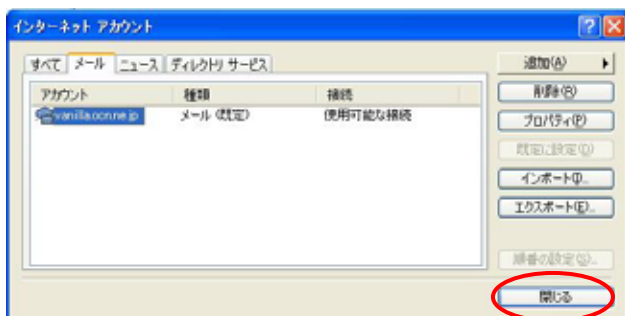 インターネット アカウント
すべて メール ニュース ディレクトリ サービス
アカウント 種類 接続
vanilla.ocn.ne.jp メール (既定) 使用可能な接続
追加(A)
削除(R)
プロパティ(P)
既定に設定(D)
インポート(I)...
エクスポート(E)...
順番の設定(S)...
閉じる